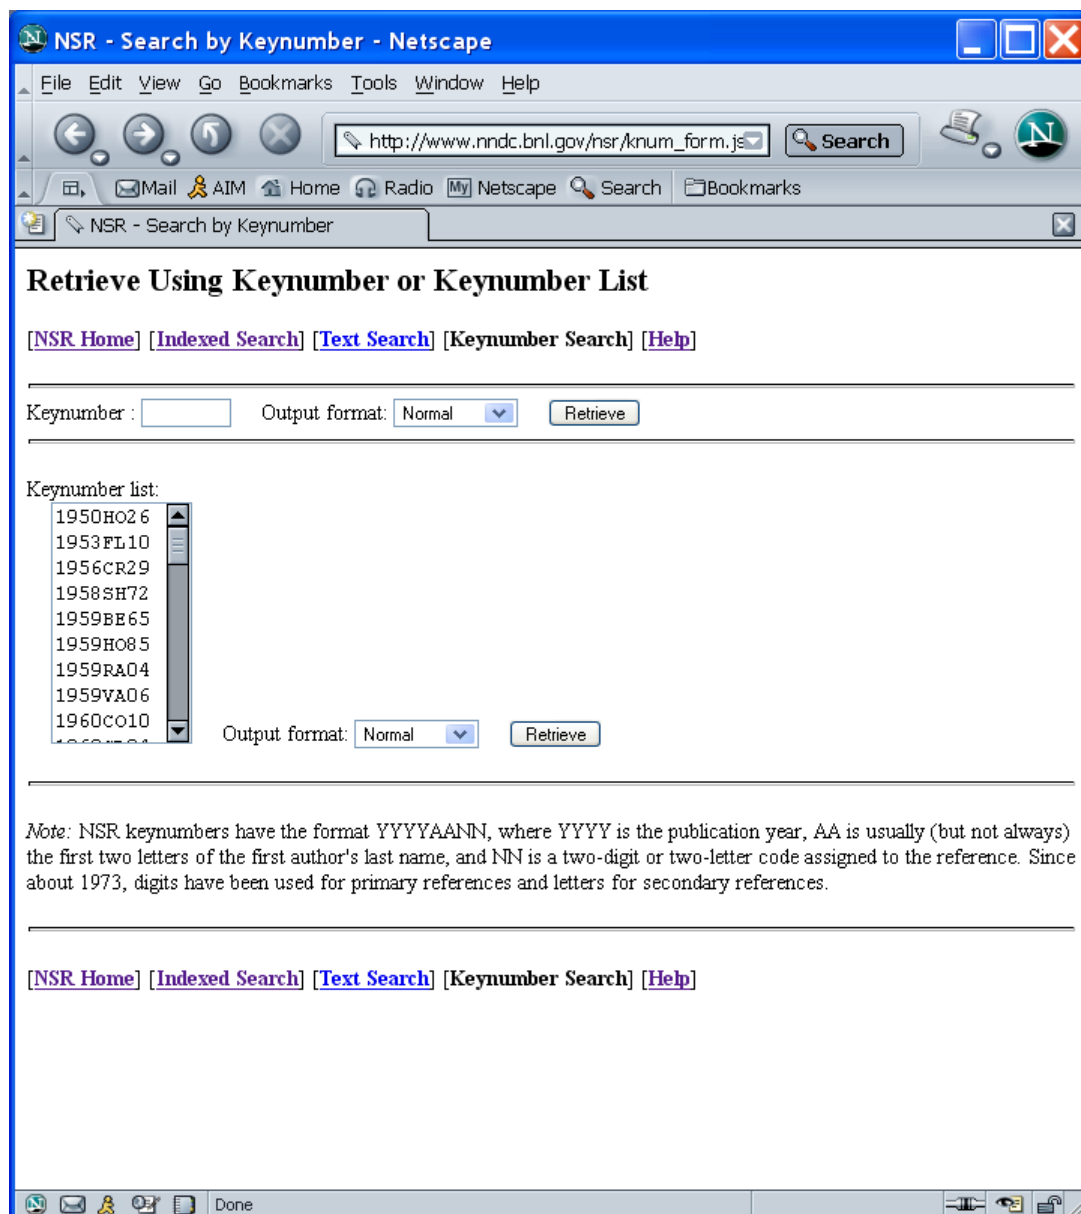 NSR - Search by Keynumber - Netscape
File Edit View Go Bookmarks Tools Window Help
http://www.nndc.bnl.gov/nsr/knum_form.js Search N
Mail AIM Home Radio My Netscape Search Bookmarks
NSR - Search by Keynumber
Retrieve Using Keynumber or Keynumber List
[NSR Home] [Indexed Search] [Text Search] [Keynumber Search] [Help]
Keynumber : Output format: Normal Retrieve
Keynumber list:
1950HO26
1953FL10
1956CR29
1958SH72
1959BE65
1959HO85
1959RA04
1959VA06
1960CO10
Output format: Normal Retrieve
Note: NSR keynumbers have the format YYYYAANN, where YYYY is the publication year, AA is usually (but not always)
the first two letters of the first author's last name, and NN is a two-digit or two-letter code assigned to the reference. Since
about 1973, digits have been used for primary references and letters for secondary references.
[NSR Home] [Indexed Search] [Text Search] [Keynumber Search] [Help]
Done